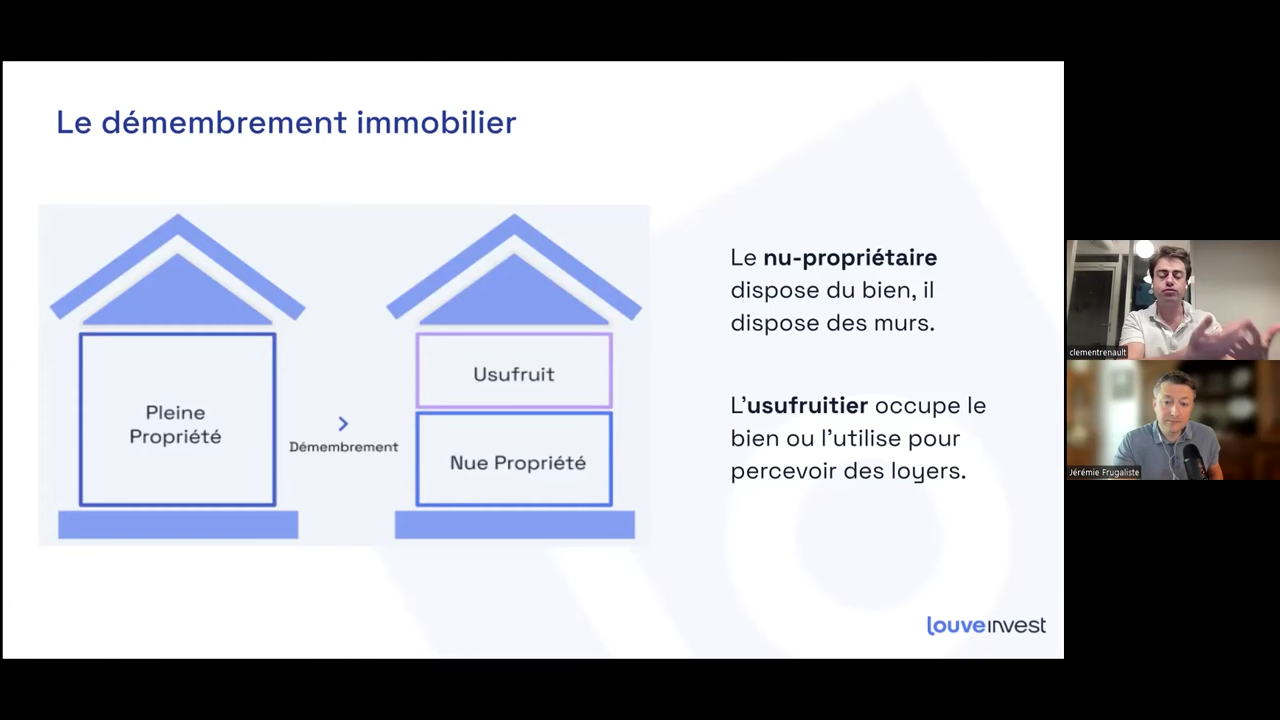 Le démembrement immobilier
Pleine
Propriété
Démembrement
Usufruit
Nue Propriété
Le nu-propriétaire
dispose du bien, il
dispose des murs.
L'usufruitier occupe le
bien ou l'utilise pour
percevoir des loyers.
louveinvest
clementrenault
Jérémie Frugaliste